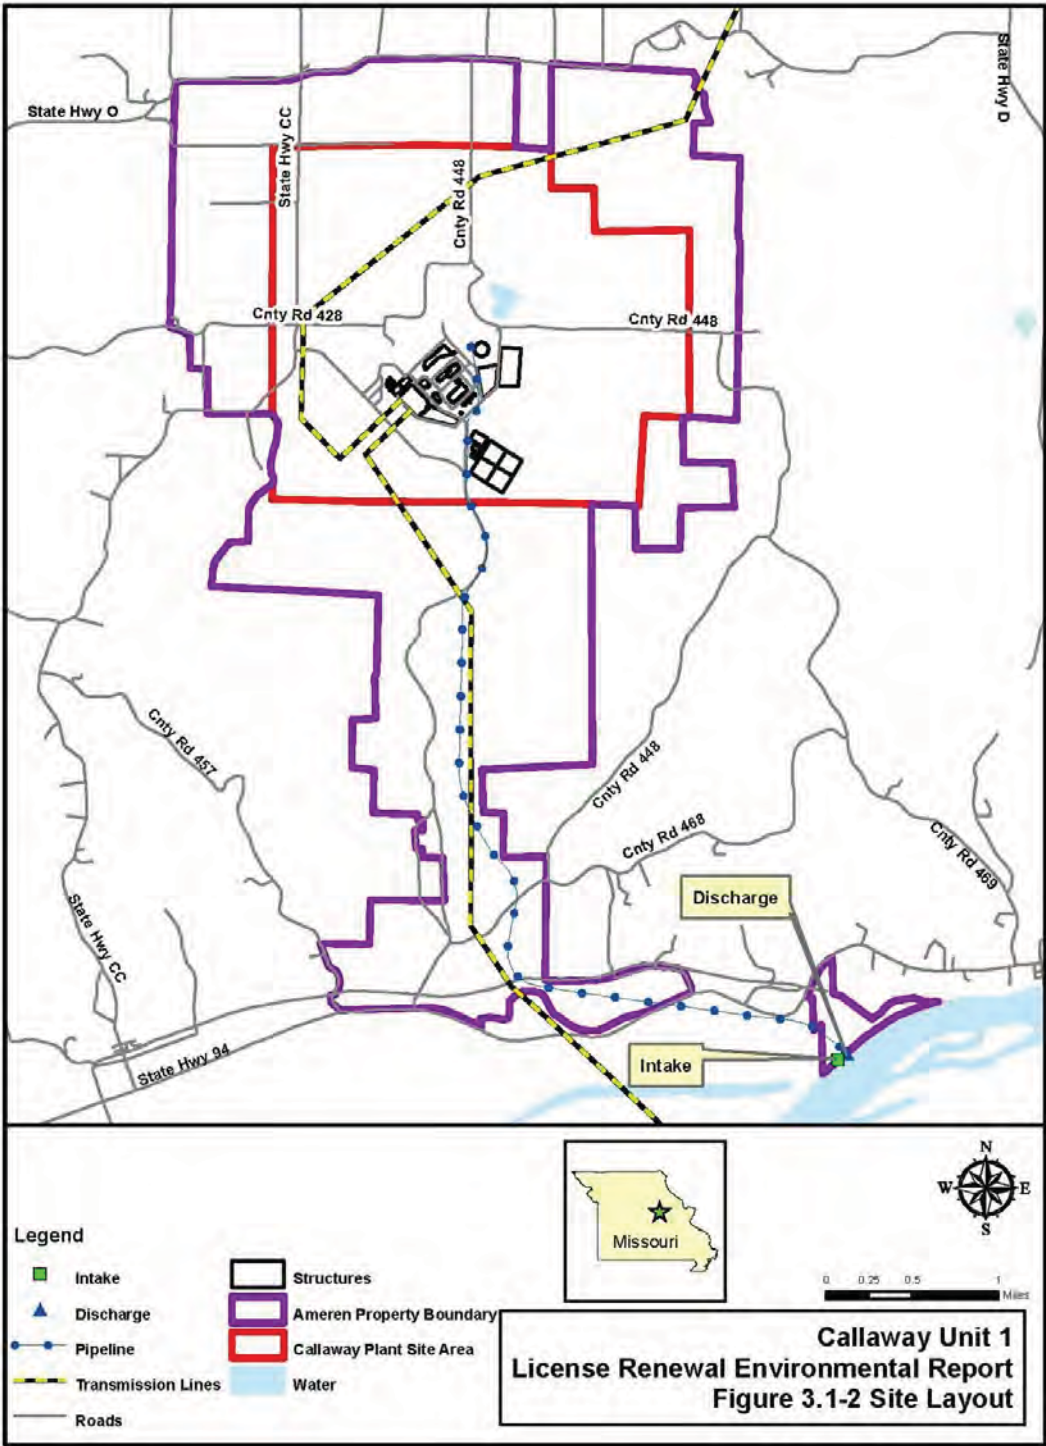 State Hwy D
State Hwy O
State Hwy CC
Cnty Rd 448
Cnty Rd 428
Cnty Rd 448
Cnty Rd 457
Cnty Rd 448
Cnty Rd 468
Cnty Rd 469
Discharge
State Hwy CC
Intake
State Hwy 94
N
W E
S
Missouri
Legend
Intake
Discharge
Pipeline
Transmission Lines
Roads
Structures
Ameren Property Boundary
Callaway Plant Site Area
Water
0 0.25 0.5 1
Miles
Callaway Unit 1
License Renewal Environmental Report
Figure 3.1-2 Site Layout